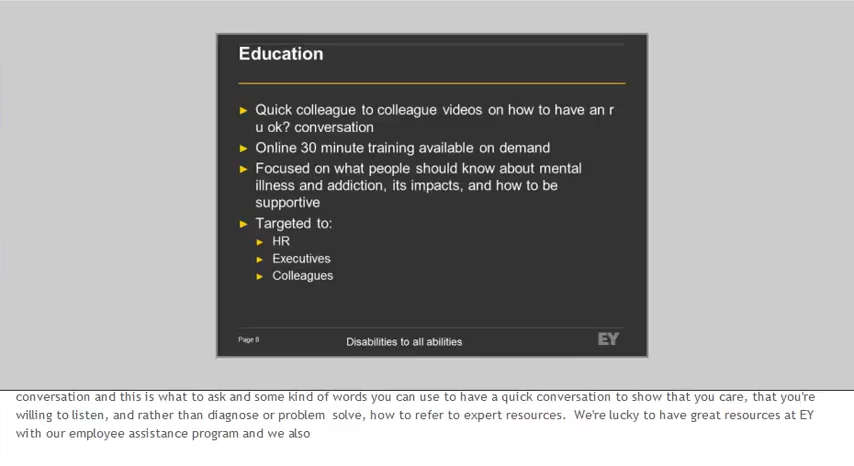 Education
► Quick colleague to colleague videos on how to have an r
u ok? conversation
► Online 30 minute training available on demand
► Focused on what people should know about mental
illness and addiction, its impacts, and how to be
supportive
► Targeted to:
► HR
► Executives
► Colleagues
Page 8
Disabilities to all abilities
EY
conversation and this is what to ask and some kind of words you can use to have a quick conversation to show that you care, that you're
willing to listen, and rather than diagnose or problem solve, how to refer to expert resources. We're lucky to have great resources at EY
with our employee assistance program and we also